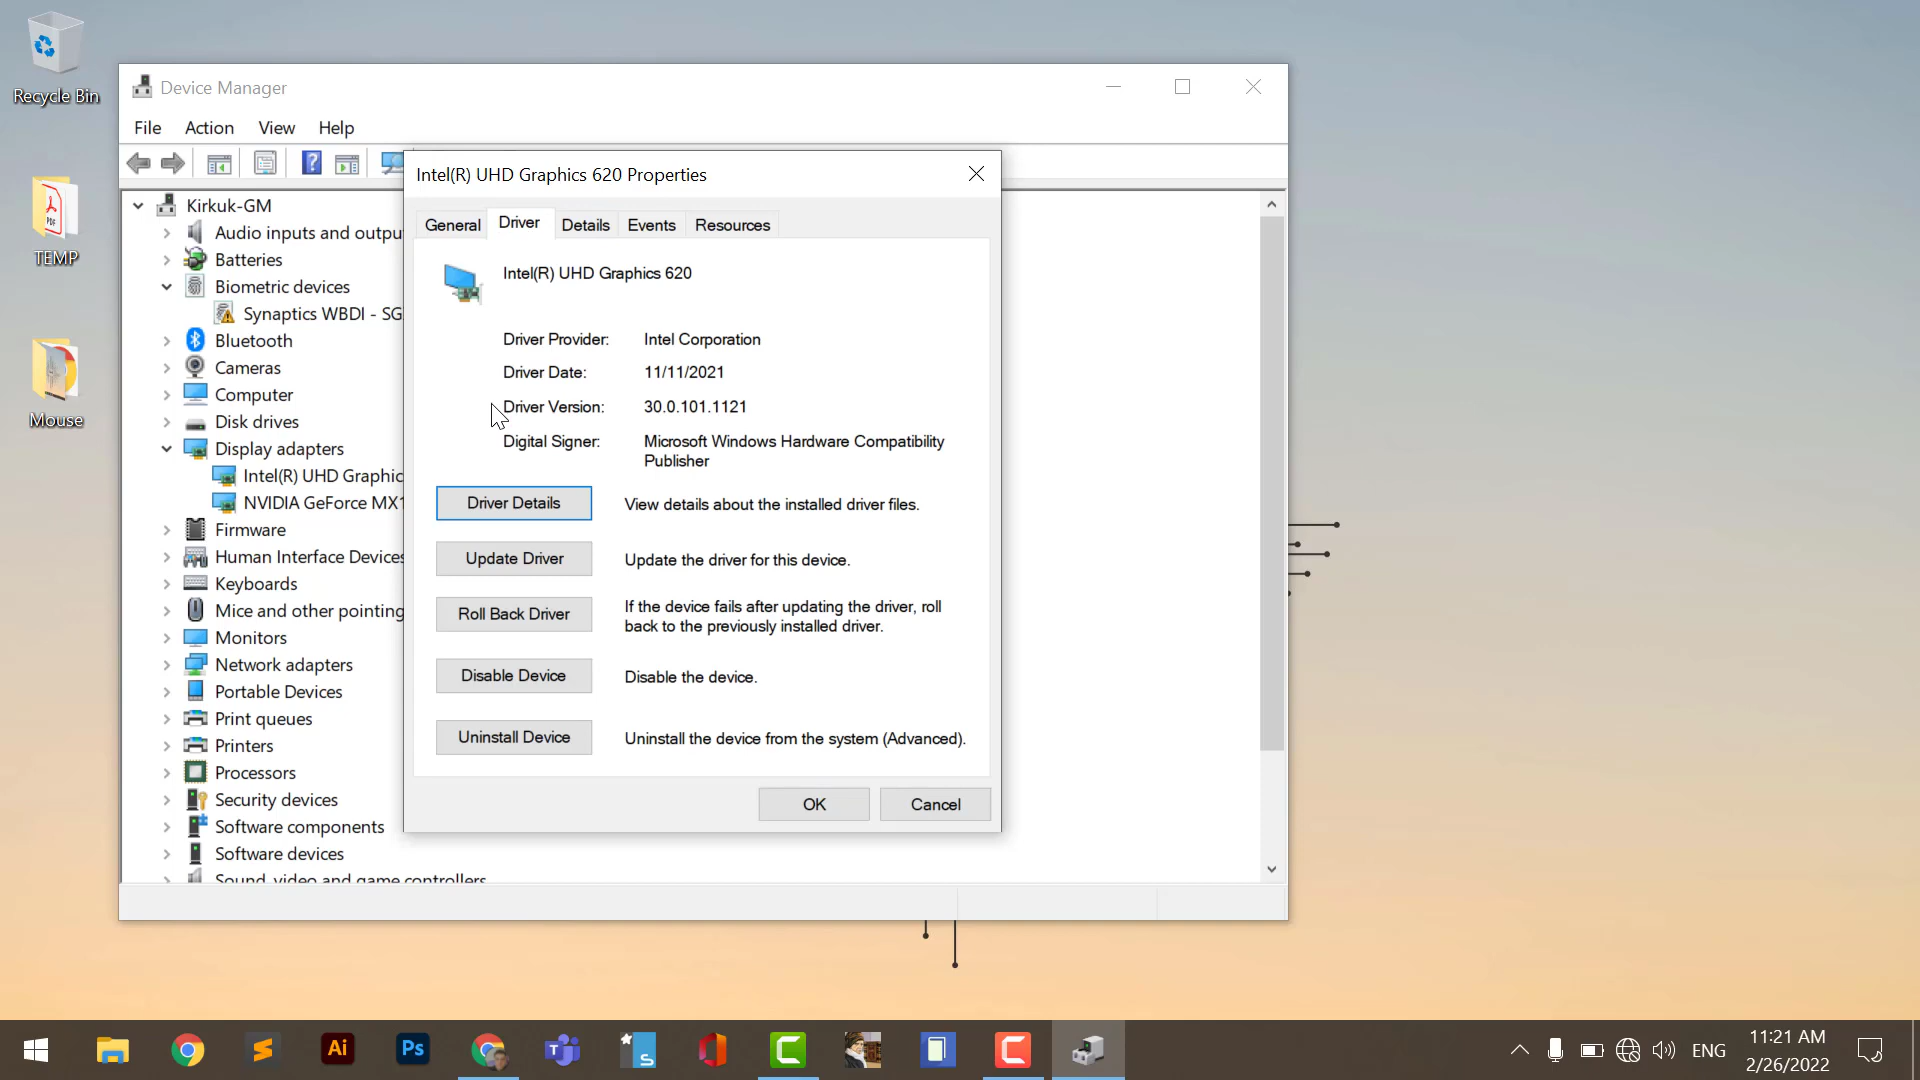 Recycle Bin
TEMP
Mouse
Device Manager
File Action View Help
Kirkuk-GM
Audio inputs and outpu
Batteries
Biometric devices
Synaptics WBDI - SG
Bluetooth
Cameras
Computer
Disk drives
Display adapters
Intel(R) UHD Graphic
NVIDIA GeForce MX1
Firmware
Human Interface Devices
Keyboards
Mice and other pointing
Monitors
Network adapters
Portable Devices
Print queues
Printers
Processors
Security devices
Software components
Software devices
Sound, video and game controllers
Intel(R) UHD Graphics 620 Properties
General Driver Details Events Resources
Intel(R) UHD Graphics 620
Driver Provider: Intel Corporation
Driver Date: 11/11/2021
Driver Version: 30.0.101.1121
Digital Signer: Microsoft Windows Hardware Compatibility
Publisher
Driver Details View details about the installed driver files.
Update Driver Update the driver for this device.
Roll Back Driver If the device fails after updating the driver, roll
back to the previously installed driver.
Disable Device Disable the device.
Uninstall Device Uninstall the device from the system (Advanced).
OK Cancel
PDF
Ai
Ps
S
ENG
11:21 AM
2/26/2022